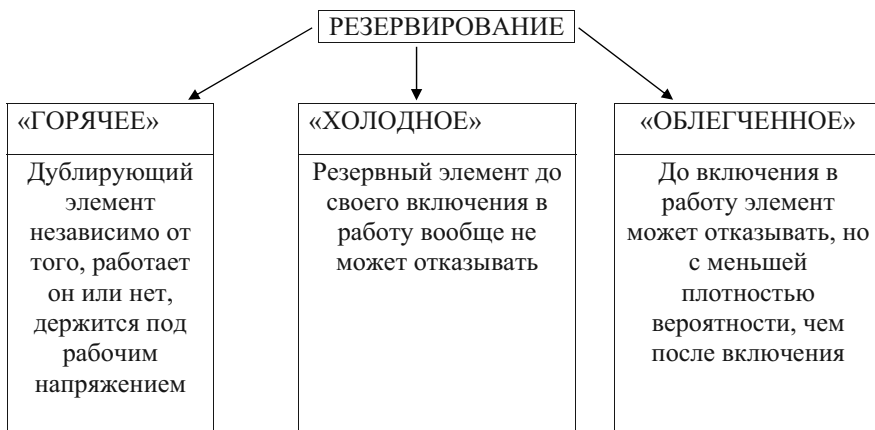 РЕЗЕРВИРОВАНИЕ
«ГОРЯЧЕЕ»
Дублирующий
элемент
независимо от
того, работает
он или нет,
держится под
рабочим
напряжением
«ХОЛОДНОЕ»
Резервный элемент до
своего включения в
работу вообще не
может отказывать
«ОБЛЕГЧЕННОЕ»
До включения в
работу элемент
может отказывать, но
с меньшей
плотностью
вероятности, чем
после включения